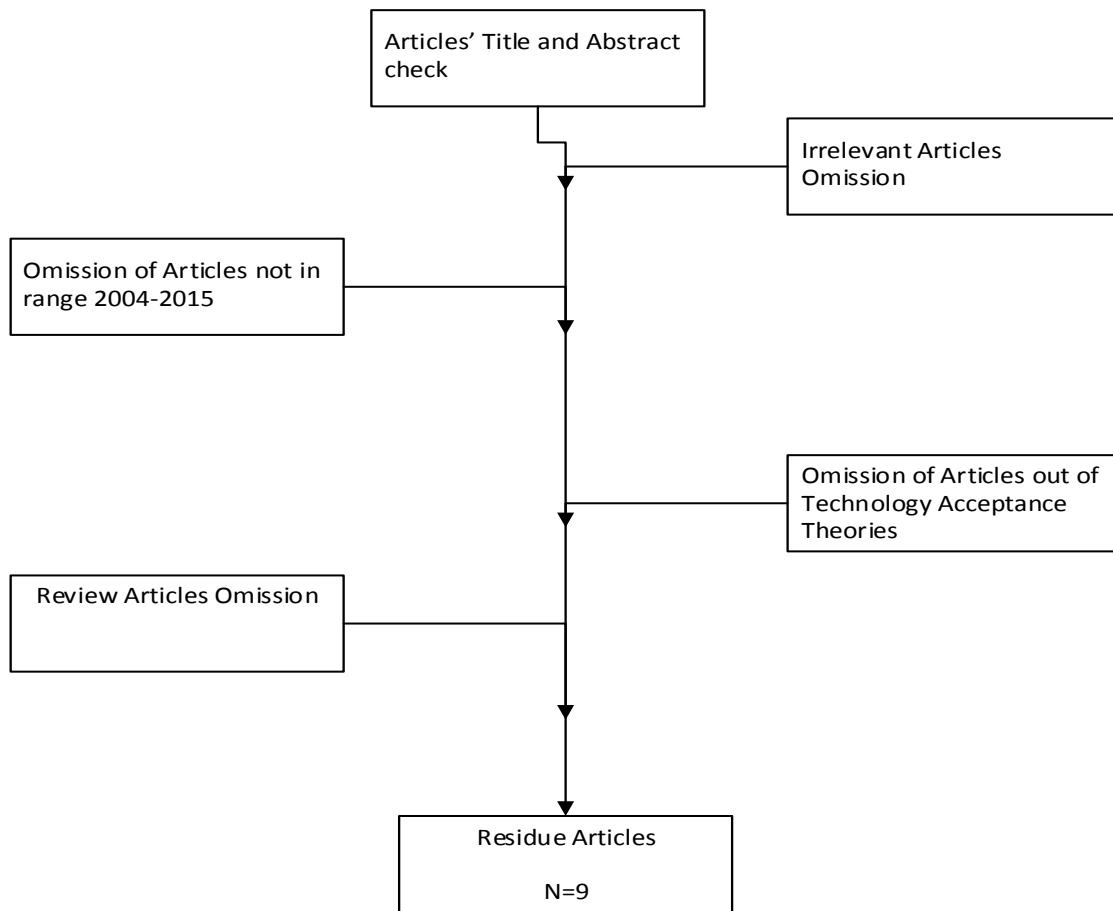 Articles’ Title and Abstract
check
Irrelevant Articles
Omission
Omission of Articles not in
range 2004-2015
Omission of Articles out of
Technology Acceptance
Theories
Review Articles Omission
Residue Articles
N=9